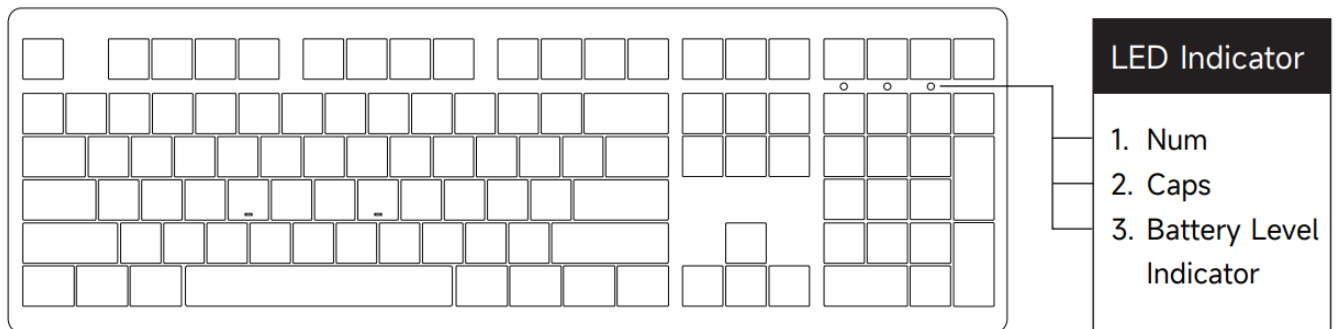 LED Indicator
1. Num
2. Caps
3. Battery Level
Indicator